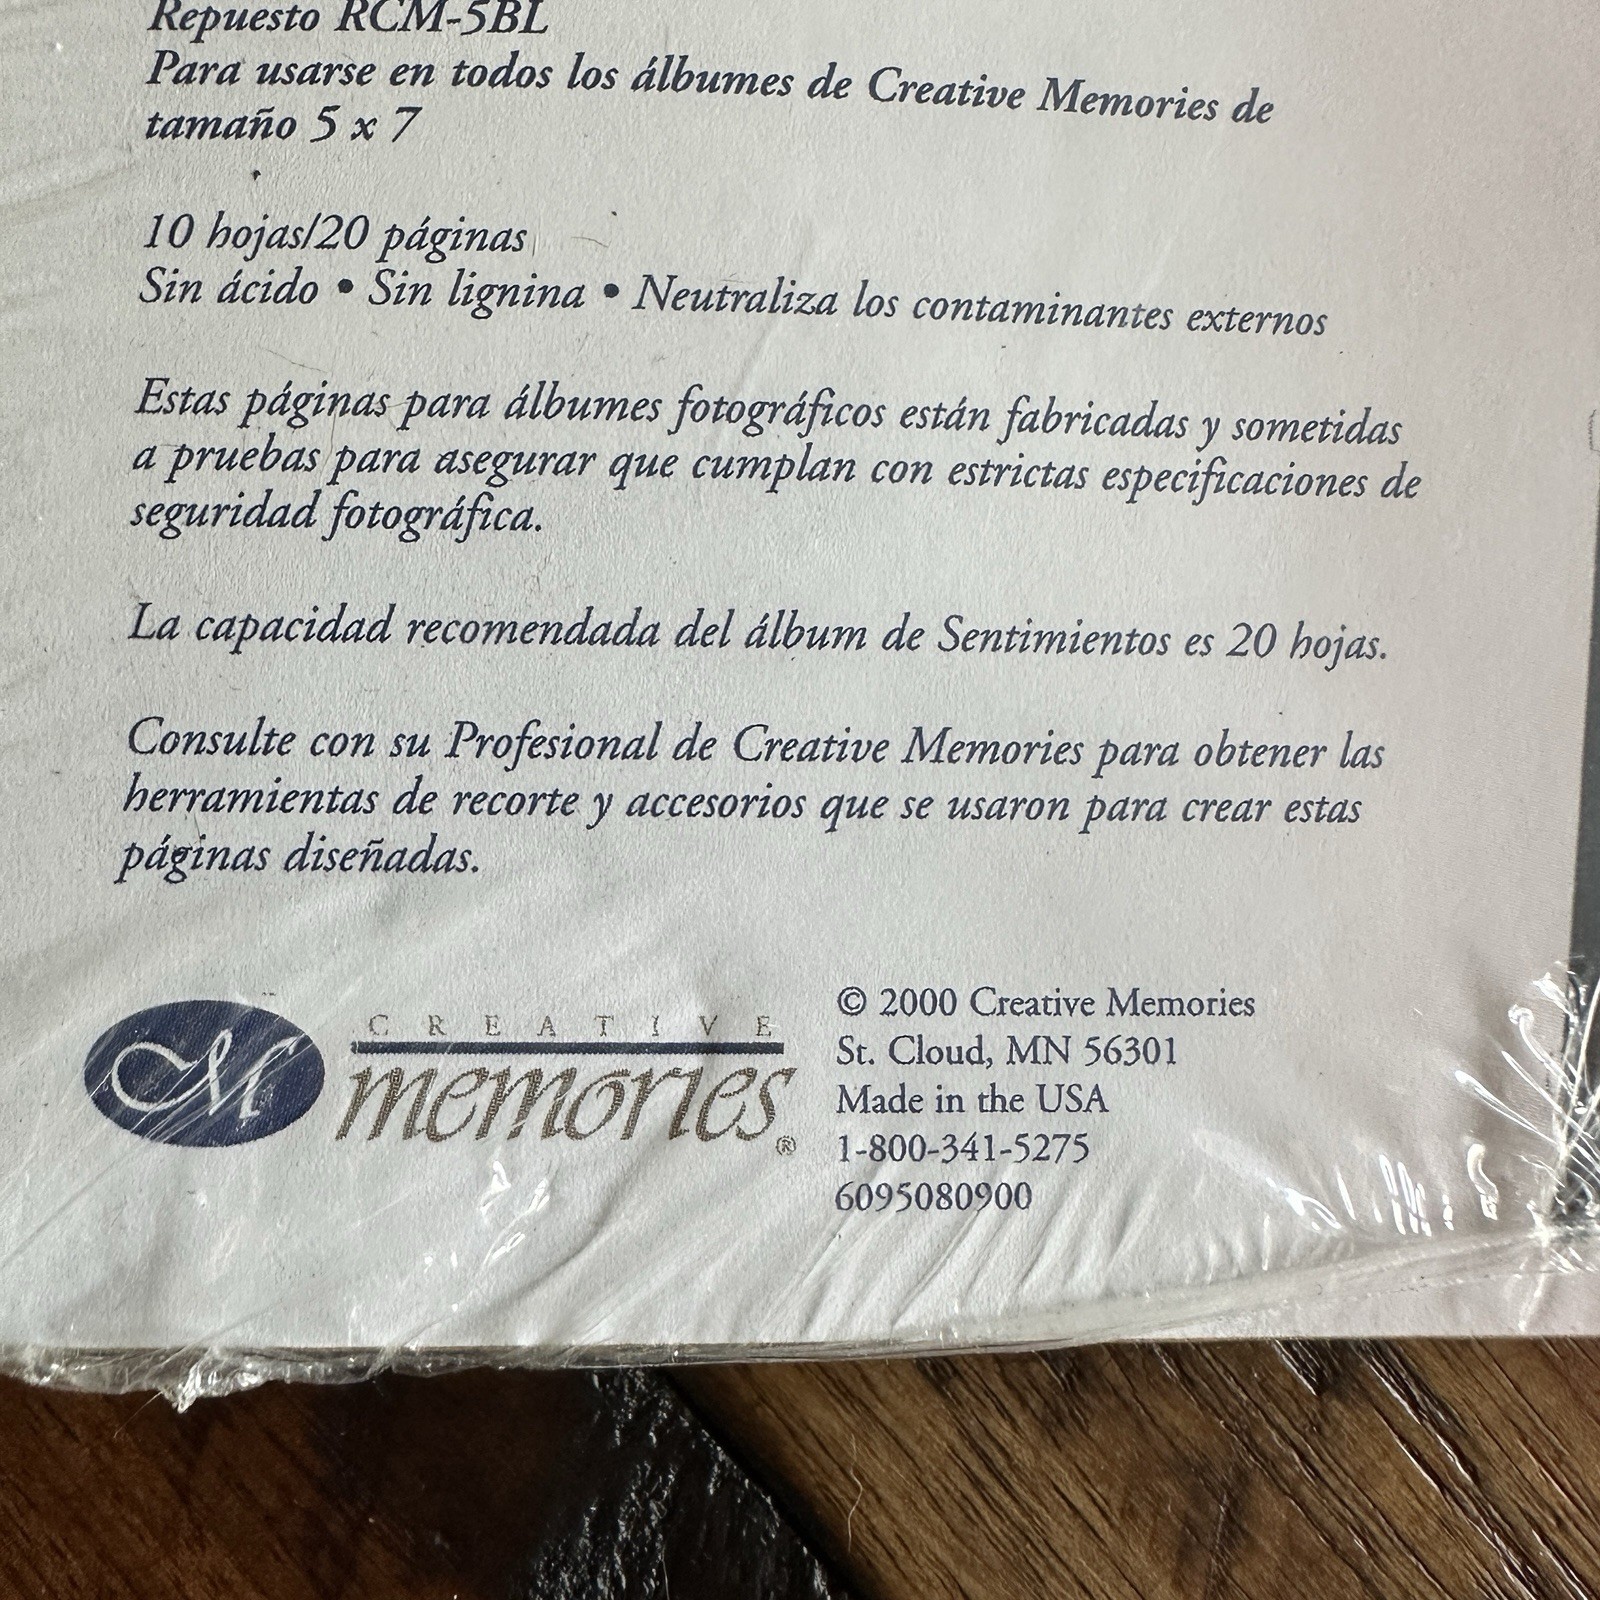 Repuesto RCM-5BL
Para usarse en todos los álbumes de Creative Memories de
tamaño 5 x 7
10 hojas/20 páginas
Sin ácido • Sin lignina • Neutraliza los contaminantes externos
Estas páginas para álbumes fotográficos están fabricadas y sometidas
a pruebas para asegurar que cumplan con estrictas especificaciones de
seguridad fotográfica.
La capacidad recomendada del álbum de Sentimientos es 20 hojas.
Consulte con su Profesional de Creative Memories para obtener las
herramientas de recorte y accesorios que se usaron para crear estas
páginas diseñadas.
CREATIVE
memories®
© 2000 Creative Memories
St. Cloud, MN 56301
Made in the USA
1-800-341-5275
6095080900